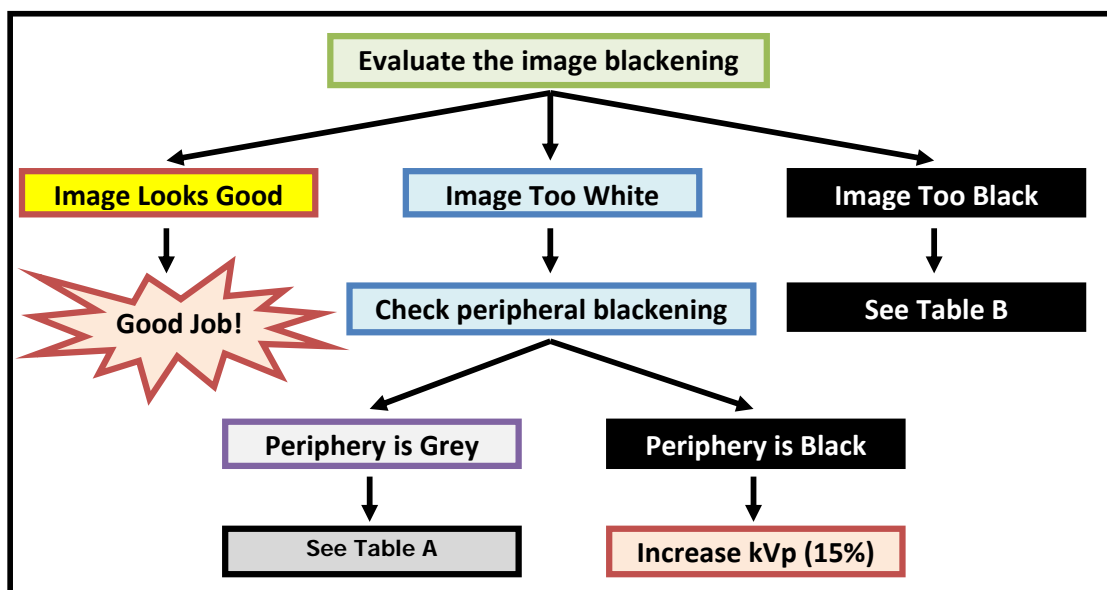 Evaluate the image blackening
Image Looks Good
Image Too White
Image Too Black
Good Job!
Check peripheral blackening
See Table B
Periphery is Grey
Periphery is Black
See Table A
Increase kVp (15%)